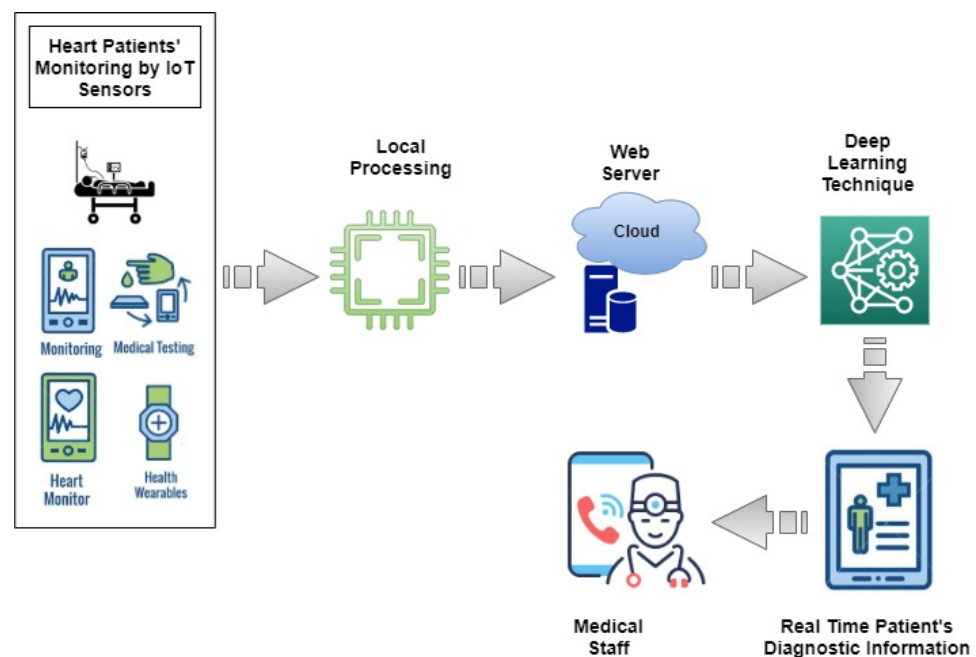 Heart Patients'
Monitoring by IoT
Sensors
Monitoring
Medical Testing
Heart
Monitor
Health
Wearables
Local
Processing
Web
Server
Cloud
Deep
Learning
Technique
Real Time Patient's
Diagnostic Information
Medical
Staff